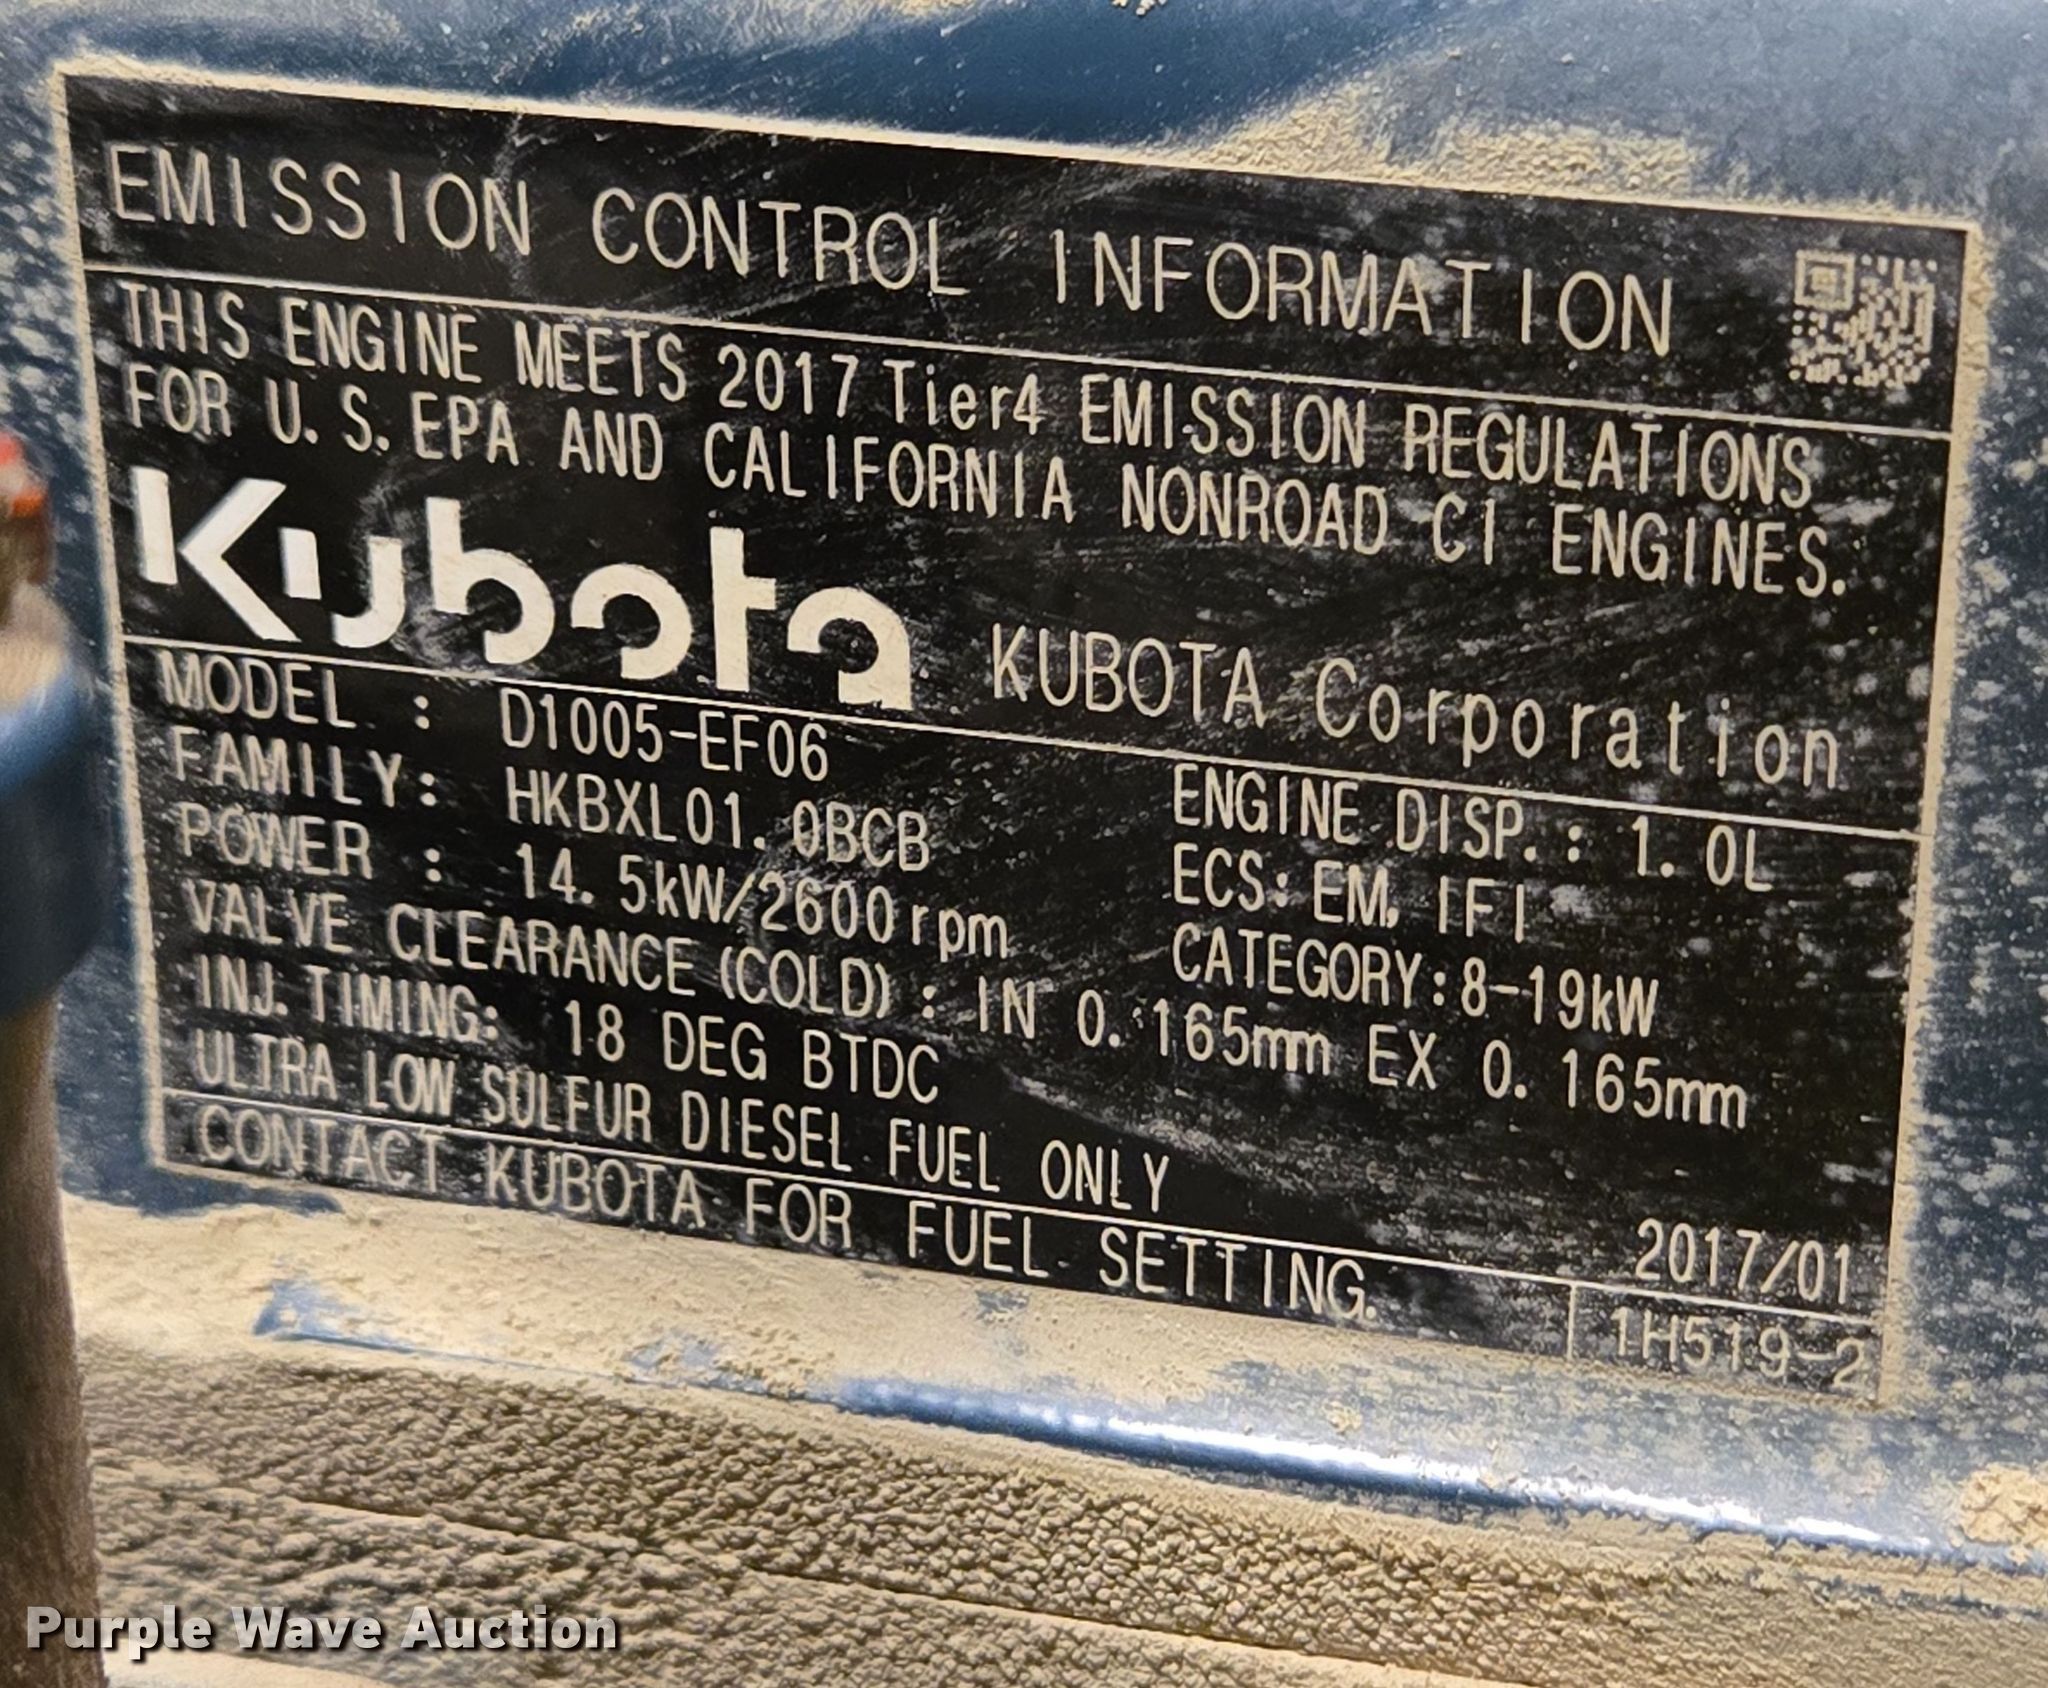 EMISSION CONTROL INFORMATION
THIS ENGINE MEETS 2017 Tier4 EMISSION REGULATIONS
FOR U.S. EPA AND CALIFORNIA NONROAD CI ENGINES.
Kubota KUBOTA Corporation
MODEL : D1005-EF06 ENGINE DISP. : 1.0L
FAMILY: HKBXL01.0BCB ECS: EM, IFI
POWER : 14.5kW/2600rpm CATEGORY:8-19kW
VALVE CLEARANCE (COLD) : IN 0.165mm EX 0.165mm
INJ. TIMING: 18 DEG BTDC
ULTRA LOW SULFUR DIESEL FUEL ONLY 2017/01
CONTACT KUBOTA FOR FUEL SETTING. 1H519-2
Purple Wave Auction